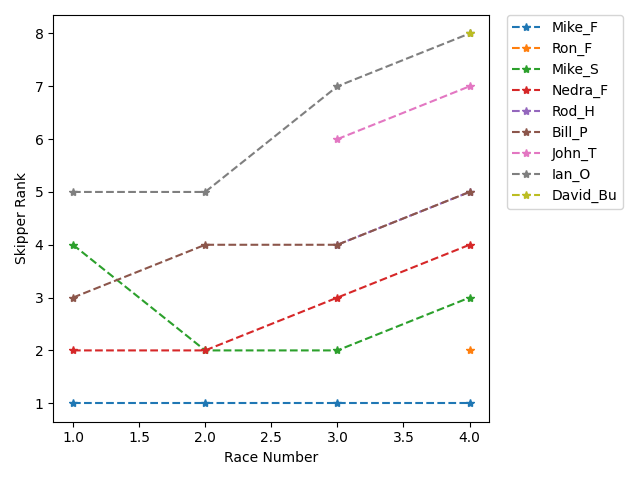 8
7
6
5
4
3
2
1
Skipper Rank
1.0 1.5 2.0 2.5 3.0 3.5 4.0
Race Number
Mike_F
Ron_F
Mike_S
Nedra_F
Rod_H
Bill_P
John_T
Ian_O
David_Bu